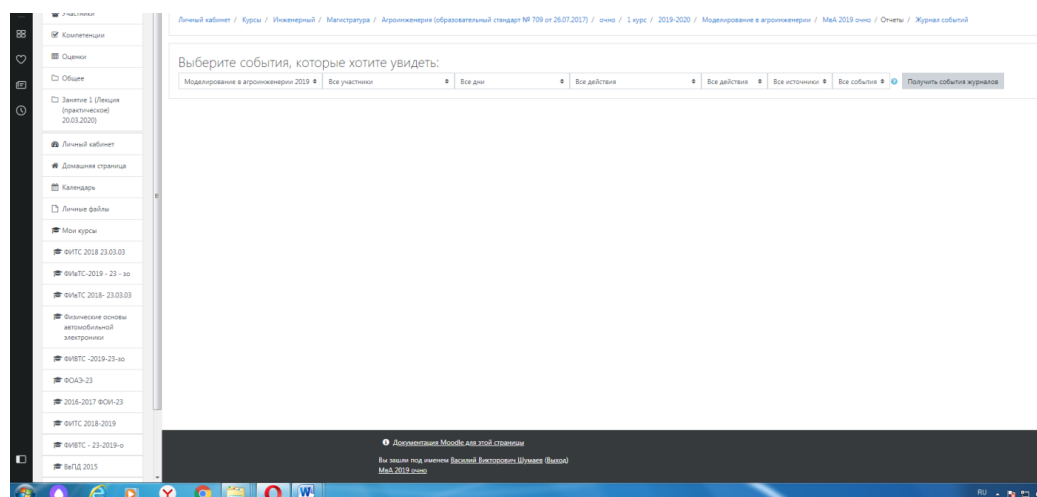 Участники
Компетенции
Оценки
Общее
Занятие 1 (Лекция
(практическое)
20.03.2020)
Личный кабинет
Домашняя страница
Календарь
Личные файлы
Мои курсы
ФИТС 2018 23.03.03
ФИвТС-2019 - 23 - зо
ФИвТС 2018- 23.03.03
Физические основы
автомобильной
электроники
ФИВТС -2019-23-зо
ФОАЭ-23
2016-2017 ФОИ-23
ФИТС 2018-2019
ФИВТС - 23-2019-о
ВвПД 2015
Личный кабинет / Курсы / Инженерный / Магистратура / Агроинженерия (образовательный стандарт № 709 от 26.07.2017) / очно / 1 курс / 2019-2020 / Моделирование в агроинженерии / МвА 2019 очно / Отчеты / Журнал событий
Выберите события, которые хотите увидеть:
Моделирование в агроинженерии 2019 Все участники Все дни Все действия Все действия Все источники Все события Получить события журналов
Документация Moodle для этой страницы
Вы зашли под именем Василий Викторович Шумаев (Выход)
МвА 2019 очно
RU